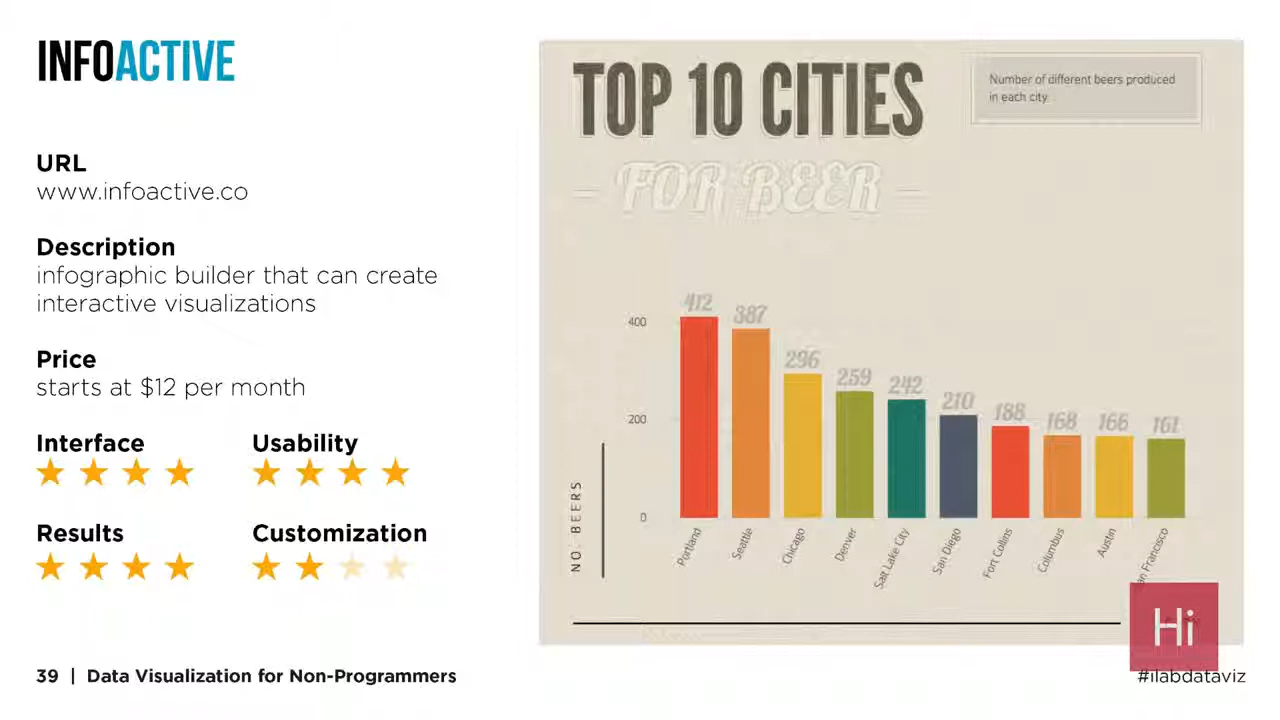 INFOACTIVE
URL
www.infoactive.co
Description
infographic builder that can create
interactive visualizations
Price
starts at $12 per month
Interface
Usability
Results
Customization
39 | Data Visualization for Non-Programmers
TOP 10 CITIES
– FOR BEER –
Number of different beers produced
in each city
412
387
296
259
242
210
188
168
166
161
400
200
0
NO. BEERS
Portland
Seattle
Chicago
Denver
Salt Lake City
San Diego
Fort Collins
Columbus
Austin
an Francisco
Hi
#ilabdataviz